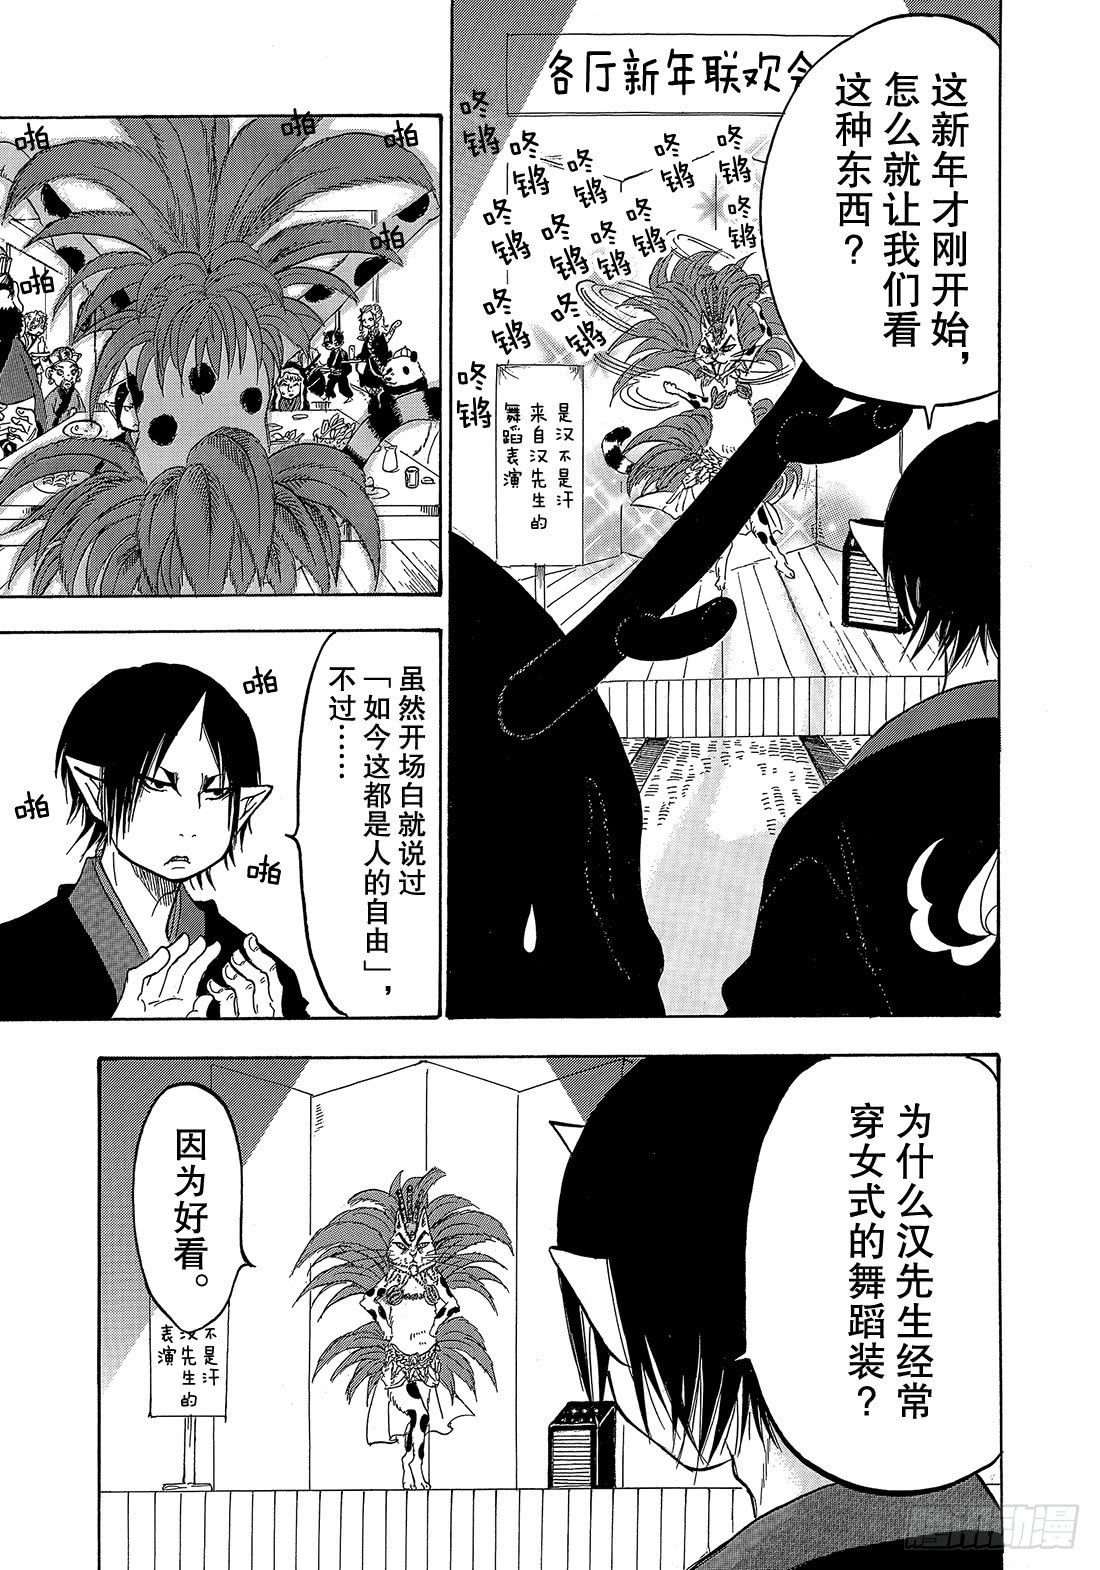 各厅新年联欢会
这新年才刚开始，
怎么就让我们看
这种东西？
咚锵
咚锵
咚锵
咚锵
咚锵
咚锵
咚锵
咚锵
咚锵
咚锵
咚锵
咚锵
咚锵
是汉不是汗
来自汉先生的
舞蹈表演
啪
啪
啪
啪
啪
虽然开场白就说过
「如今这都是人的自由」，
不过……
啪
啪
啪
为什么汉先生经常
穿女式的舞蹈装？
因为好看。
不是汗
汉先生的
表演
腾讯动漫